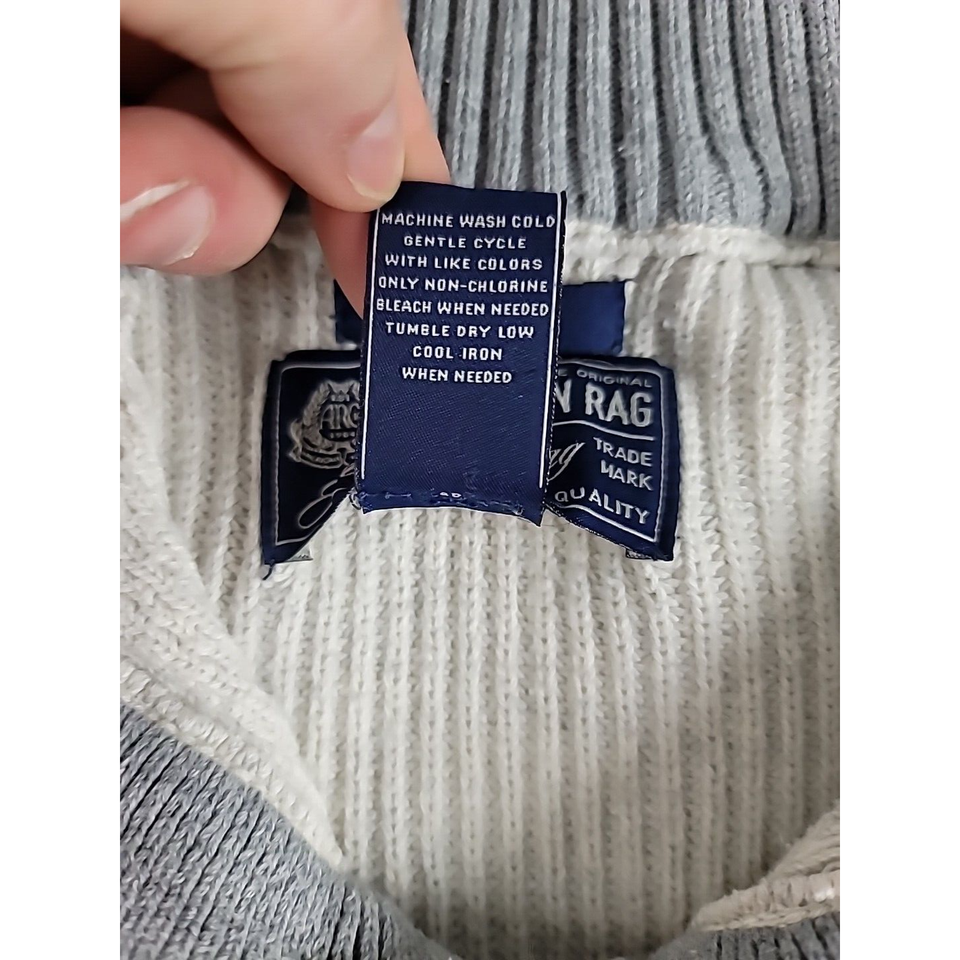 MACHINE WASH COLD
GENTLE CYCLE
WITH LIKE COLORS
ONLY NON-CHLORINE
BLEACH WHEN NEEDED
TUMBLE DRY LOW
COOL IRON
WHEN NEEDED
ORIGINAL
RAG
TRADE
MARK
QUALITY